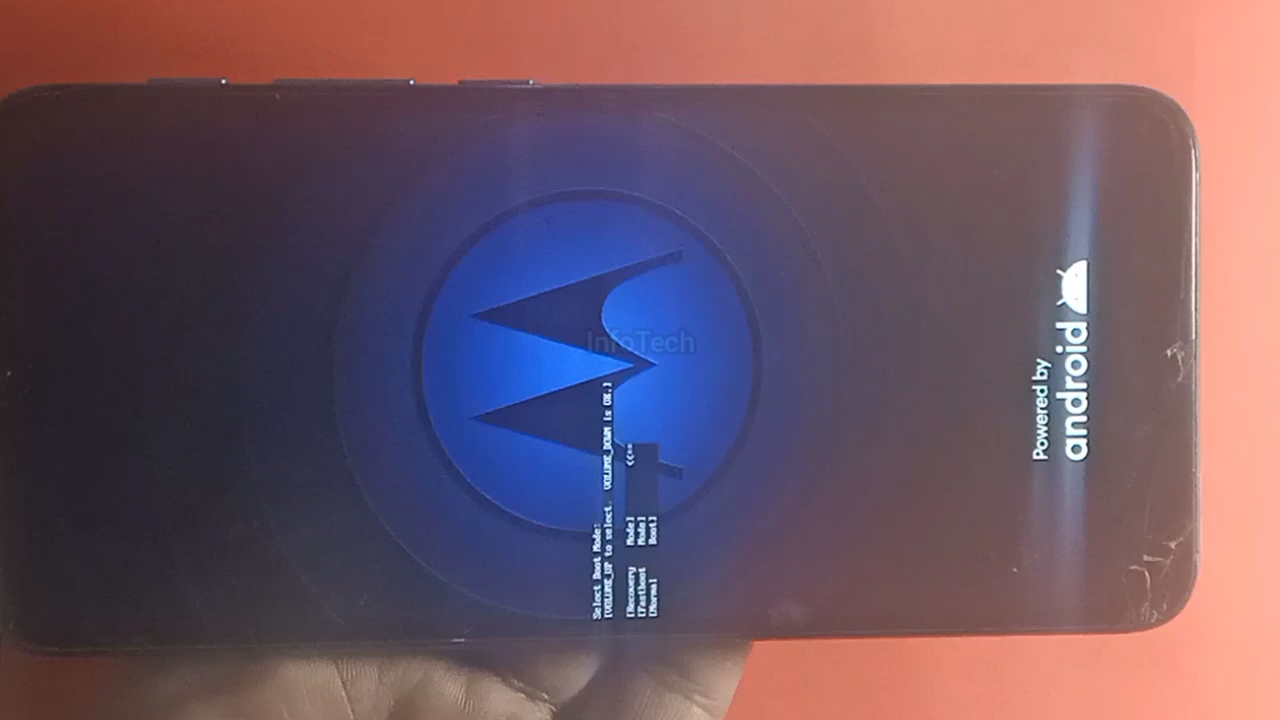 Select Boot Mode:
[VOLUME_UP to select.  VOLUME_DOWN is OK.]
[Recovery    Mode]         <<==
[Fastboot    Mode]
[Normal      Boot]
InfoTech
Powered by
android